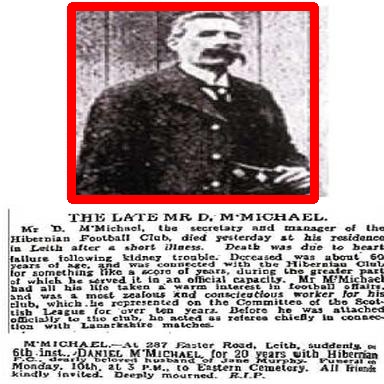 THE LATE MR D. M'MICHAEL.
Mr D. M'Michael, the secretary and manager of the
Hibernian Football Club, died yesterday at his residence
in Leith after a short illness. Death was due to heart
failure following kidney trouble. Deceased was about 60
years of age, and was connected with the Hibernian Club
for something like a score of years, during the greater part
of which he served it in an official capacity. Mr M'Michael
had all his life taken a warm interest in football affairs
and was a most zealous and conscientious worker for his
club, which he represented on the Committee of the Scot-
tish League for over ten years. Before he was attached
officially to the club, he acted as referee chiefly in connec-
tion with Lanarkshire matches.
M'MICHAEL.—At 287 Easter Road, Leith, suddenly, on
6th inst., DANIEL M'MICHAEL, for 20 years with Hibernian
F.C., dearly beloved husband of Jane Murphy. Funeral on
Monday, 10th, at 3 P.M., to Eastern Cemetery. All friends
kindly invited. Deeply mourned. R.I.P.